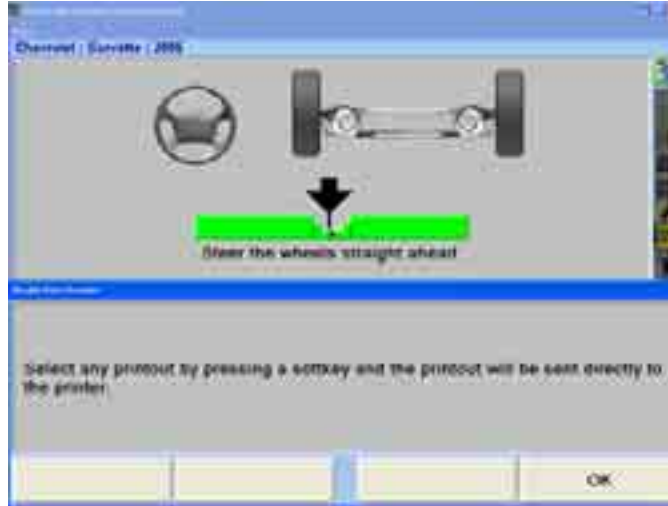 Chevrolet : Corvette : 2005
Steer the wheels straight ahead
Select any printout by pressing a softkey and the printout will be sent directly to
the printer.
OK